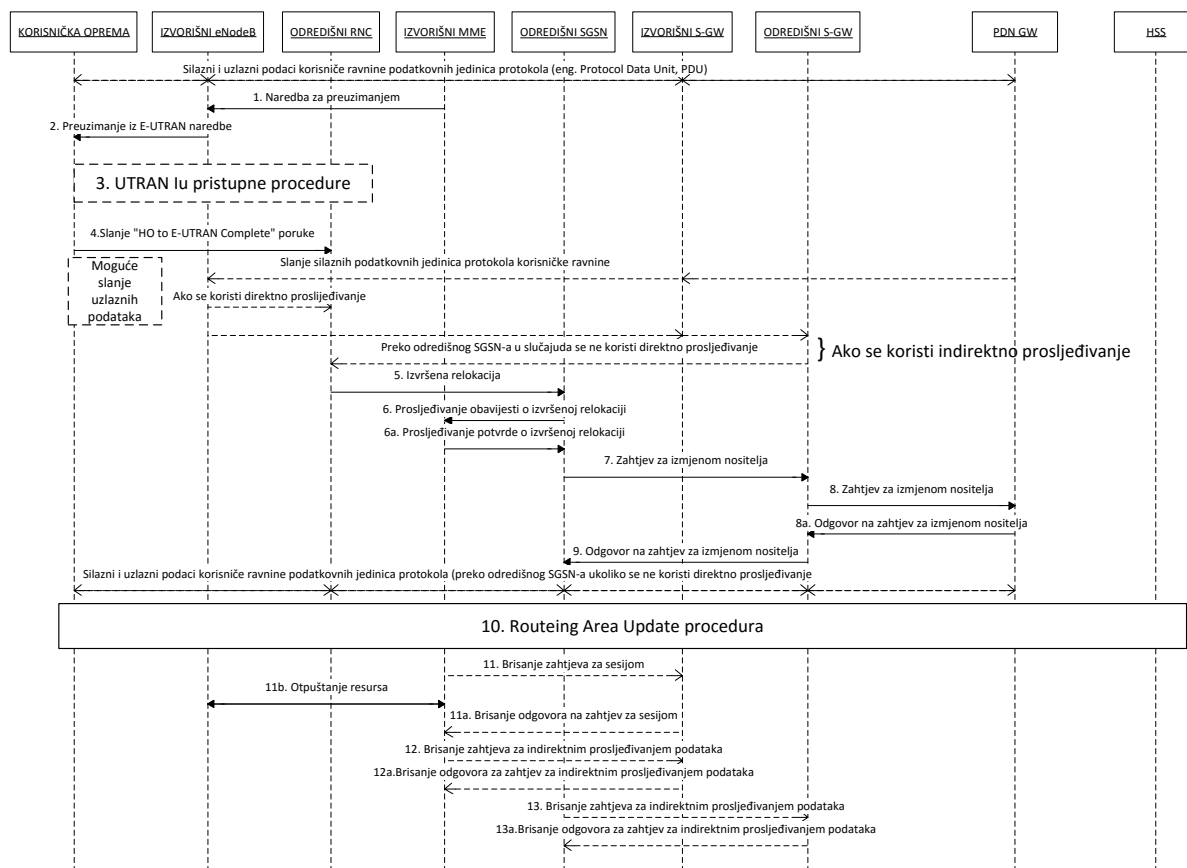 KORISNIČKA OPREMA
IZVORIŠNI eNodeB
ODREDIŠNI RNC
IZVORIŠNI MME
ODREDIŠNI SGSN
IZVORIŠNI S-GW
ODREDIŠNI S-GW
PDN GW
HSS
Silazni i uzlazni podaci korisniče ravnine podatkovnih jedinica protokola (eng. Protocol Data Unit, PDU)
1. Naredba za preuzimanjem
2. Preuzimanje iz E-UTRAN naredbe
3. UTRAN Iu pristupne procedure
4.Slanje "HO to E-UTRAN Complete" poruke
Moguće
slanje
uzlaznih
podataka
Slanje silaznih podatkovnih jedinica protokola korisničke ravnine
Ako se koristi direktno prosljeđivanje
Preko odredišnog SGSN-a u slučajuda se ne koristi direktno prosljeđivanje
} Ako se koristi indirektno prosljeđivanje
5. Izvršena relokacija
6. Prosljeđivanje obavijesti o izvršenoj relokaciji
6a. Prosljeđivanje potvrde o izvršenoj relokaciji
7. Zahtjev za izmjenom nositelja
8. Zahtjev za izmjenom nositelja
8a. Odgovor na zahtjev za izmjenom nositelja
9. Odgovor na zahtjev za izmjenom nositelja
Silazni i uzlazni podaci korisniče ravnine podatkovnih jedinica protokola (preko odredišnog SGSN-a ukoliko se ne koristi direktno prosljeđivanje
10. Routeing Area Update procedura
11. Brisanje zahtjeva za sesijom
11b. Otpuštanje resursa
11a. Brisanje odgovora na zahtjev za sesijom
12. Brisanje zahtjeva za indirektnim prosljeđivanjem podataka
12a.Brisanje odgovora za zahtjev za indirektnim prosljeđivanjem podataka
13. Brisanje zahtjeva za indirektnim prosljeđivanjem podataka
13a.Brisanje odgovora za zahtjev za indirektnim prosljeđivanjem podataka